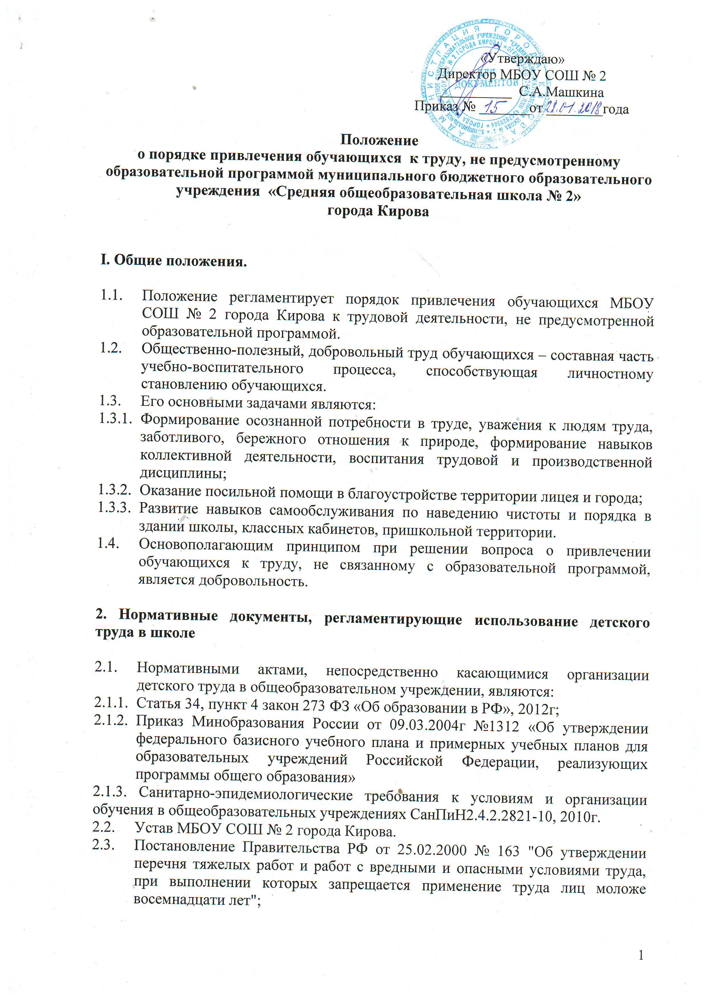 «Утверждаю»
Директор МБОУ СОШ № 2
С.А.Машкина
Приказ № 15 от 22.01.2018 года
ДЛЯ
ДОКУМЕНТОВ
Положение
о порядке привлечения обучающихся к труду, не предусмотренному
образовательной программой муниципального бюджетного образовательного
учреждения «Средняя общеобразовательная школа № 2»
города Кирова
I. Общие положения.
1.1. Положение регламентирует порядок привлечения обучающихся МБОУ
СОШ № 2 города Кирова к трудовой деятельности, не предусмотренной
образовательной программой.
1.2. Общественно-полезный, добровольный труд обучающихся – составная часть
учебно-воспитательного процесса, способствующая личностному
становлению обучающихся.
1.3. Его основными задачами являются:
1.3.1. Формирование осознанной потребности в труде, уважения к людям труда,
заботливого, бережного отношения к природе, формирование навыков
коллективной деятельности, воспитания трудовой и производственной
дисциплины;
1.3.2. Оказание посильной помощи в благоустройстве территории лицея и города;
1.3.3. Развитие навыков самообслуживания по наведению чистоты и порядка в
здании школы, классных кабинетов, пришкольной территории.
1.4. Основополагающим принципом при решении вопроса о привлечении
обучающихся к труду, не связанному с образовательной программой,
является добровольность.
2. Нормативные документы, регламентирующие использование детского
труда в школе
2.1. Нормативными актами, непосредственно касающимися организации
детского труда в общеобразовательном учреждении, являются:
2.1.1. Статья 34, пункт 4 закон 273 ФЗ «Об образовании в РФ», 2012г;
2.1.2. Приказ Минобразования России от 09.03.2004г №1312 «Об утверждении
федерального базисного учебного плана и примерных учебных планов для
образовательных учреждений Российской Федерации, реализующих
программы общего образования»
2.1.3. Санитарно-эпидемиологические требования к условиям и организации
обучения в общеобразовательных учреждениях СанПиН2.4.2.2821-10, 2010г.
2.2. Устав МБОУ СОШ № 2 города Кирова.
2.3. Постановление Правительства РФ от 25.02.2000 № 163 "Об утверждении
перечня тяжелых работ и работ с вредными и опасными условиями труда,
при выполнении которых запрещается применение труда лиц моложе
восемнадцати лет";
1